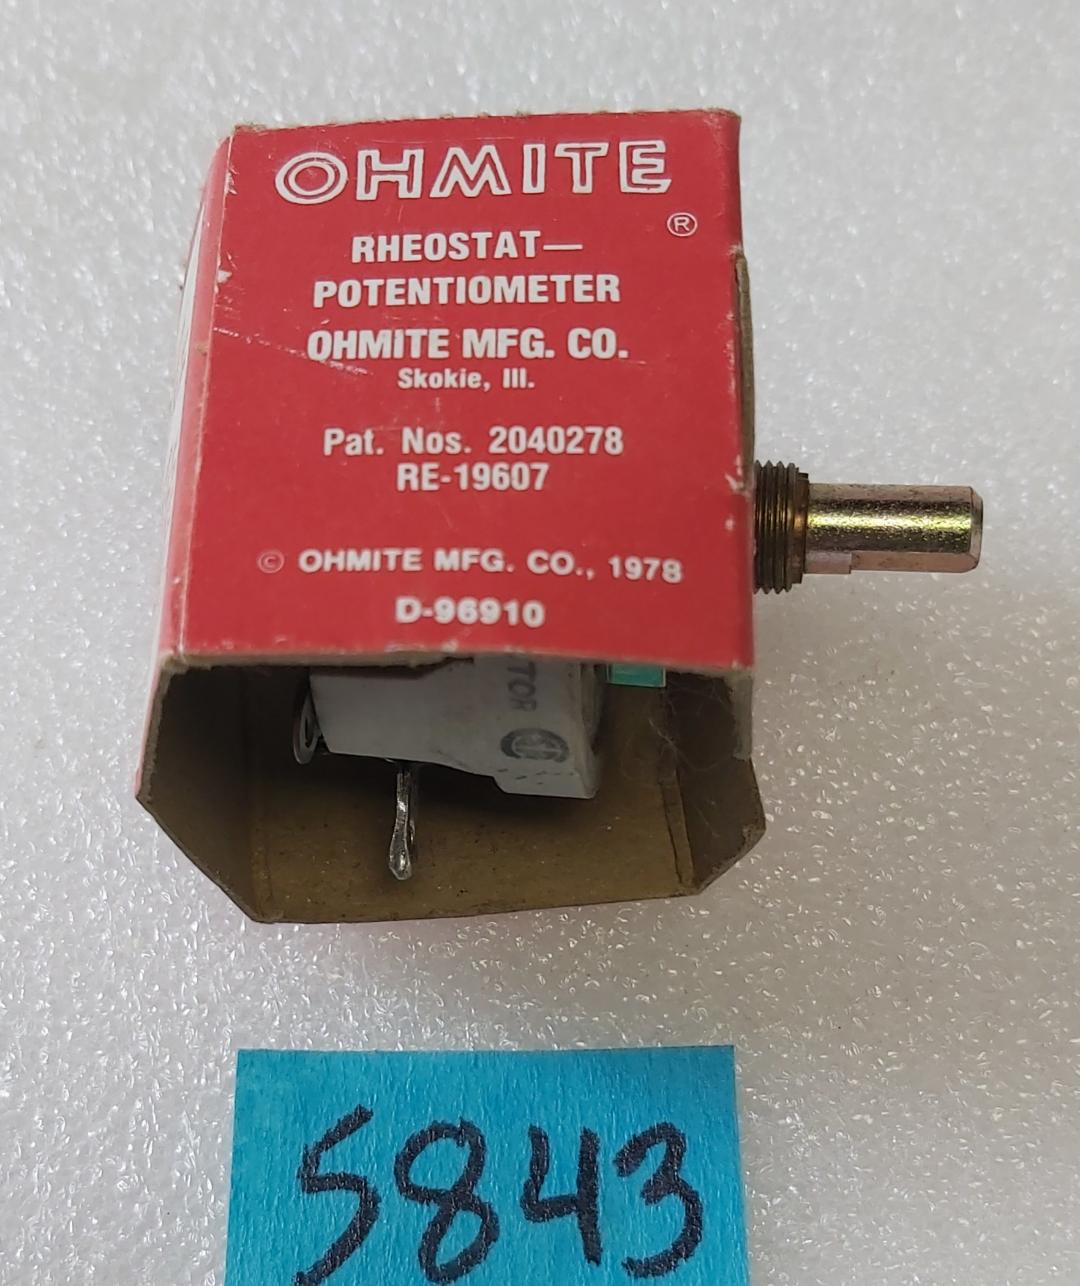 OHMITE
®
RHEOSTAT—
POTENTIOMETER
OHMITE MFG. CO.
Skokie, Ill.
Pat. Nos. 2040278
RE-19607
© OHMITE MFG. CO., 1978
D-96910
TOR
5843